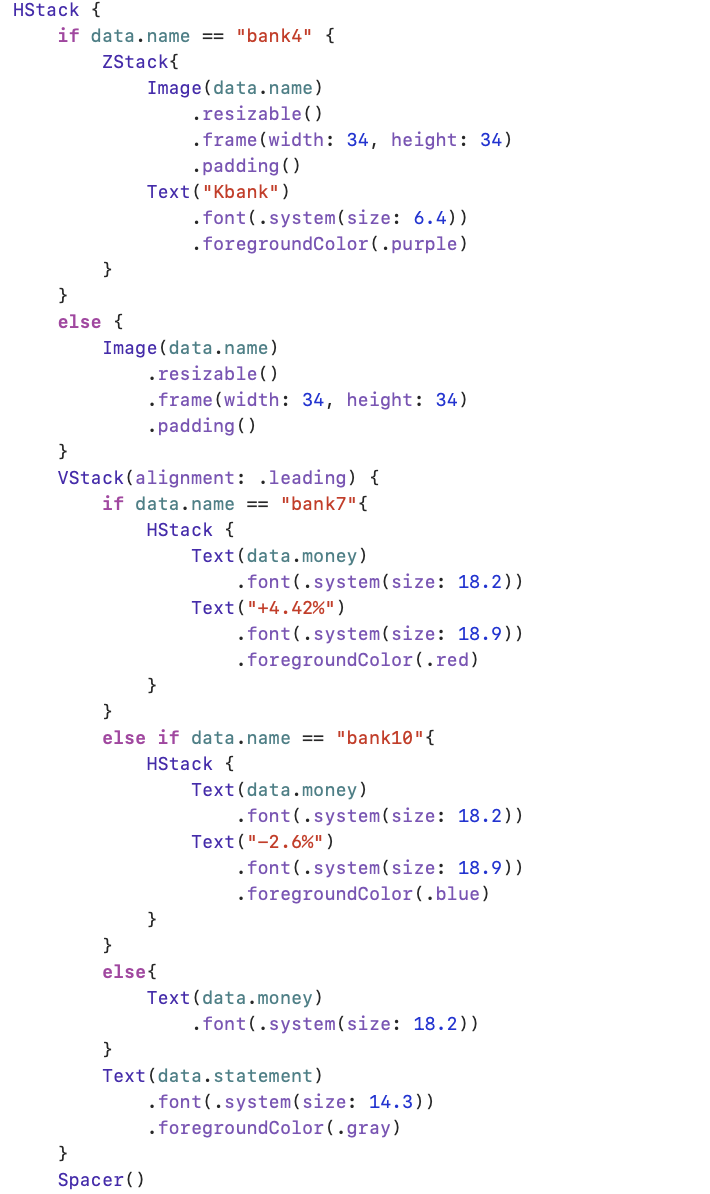 HStack {
    if data.name == "bank4" {
        ZStack{
            Image(data.name)
                .resizable()
                .frame(width: 34, height: 34)
                .padding()
            Text("Kbank")
                .font(.system(size: 6.4))
                .foregroundColor(.purple)
        }
    }
    else {
        Image(data.name)
            .resizable()
            .frame(width: 34, height: 34)
            .padding()
    }
    VStack(alignment: .leading) {
        if data.name == "bank7"{
            HStack {
                Text(data.money)
                    .font(.system(size: 18.2))
                Text("+4.42%")
                    .font(.system(size: 18.9))
                    .foregroundColor(.red)
            }
        }
        else if data.name == "bank10"{
            HStack {
                Text(data.money)
                    .font(.system(size: 18.2))
                Text("-2.6%")
                    .font(.system(size: 18.9))
                    .foregroundColor(.blue)
            }
        }
        else{
            Text(data.money)
                .font(.system(size: 18.2))
        }
        Text(data.statement)
            .font(.system(size: 14.3))
            .foregroundColor(.gray)
    }
    Spacer()